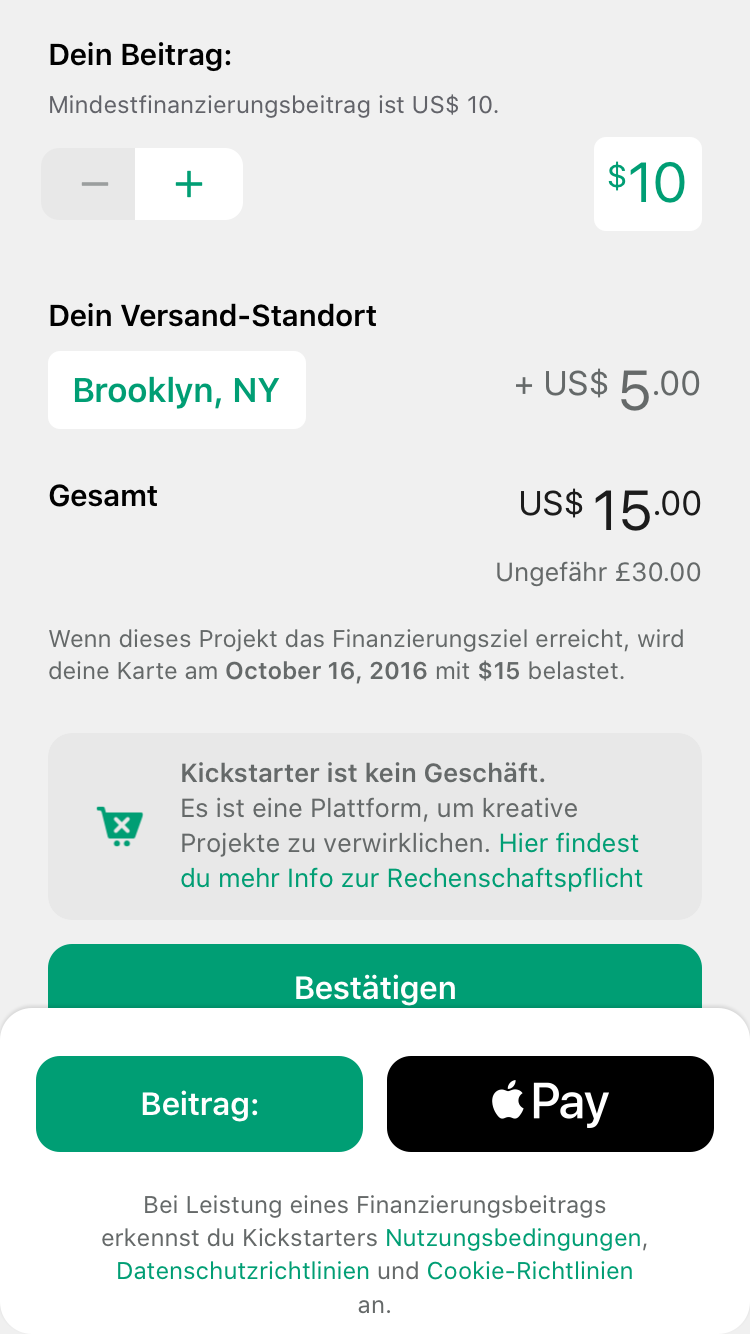 Dein Beitrag:
Mindestfinanzierungsbeitrag ist US$ 10.
− +
$10
Dein Versand-Standort
Brooklyn, NY
+ US$ 5.00
Gesamt
US$ 15.00
Ungefähr £30.00
Wenn dieses Projekt das Finanzierungsziel erreicht, wird
deine Karte am October 16, 2016 mit $15 belastet.
Kickstarter ist kein Geschäft.
Es ist eine Plattform, um kreative
Projekte zu verwirklichen. Hier findest
du mehr Info zur Rechenschaftspflicht
Bestätigen
Beitrag:
Pay
Bei Leistung eines Finanzierungsbeitrags
erkennst du Kickstarters Nutzungsbedingungen,
Datenschutzrichtlinien und Cookie-Richtlinien
an.